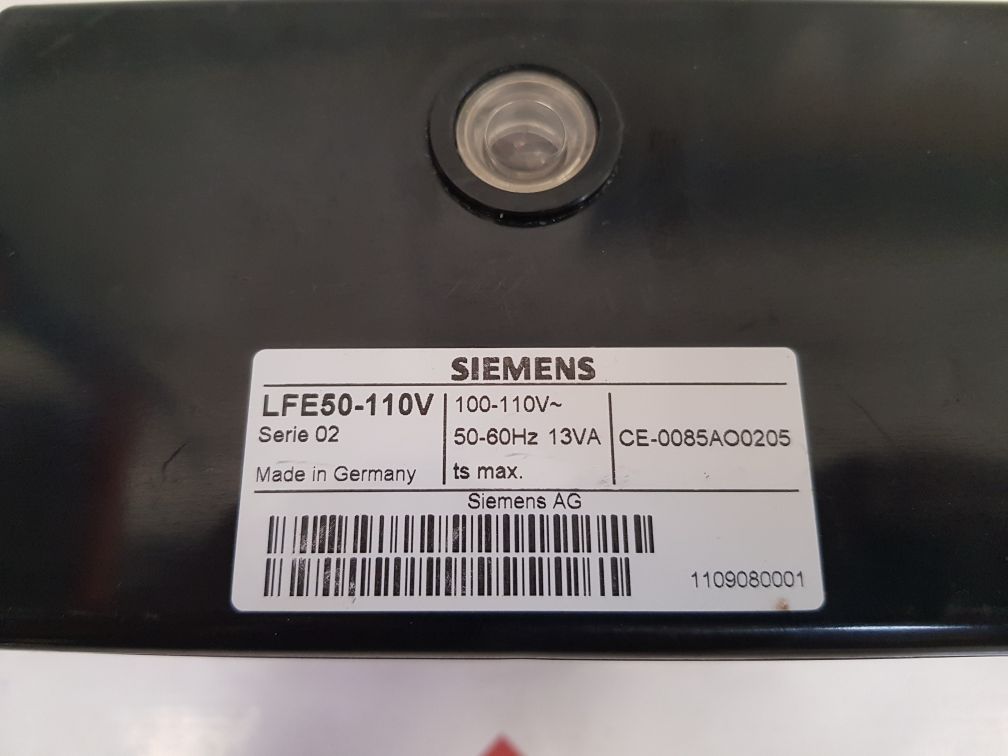 SIEMENS
LFE50-110V
Serie 02
Made in Germany
100-110V~
50-60Hz 13VA
ts max.
CE-0085AO0205
Siemens AG
1109080001